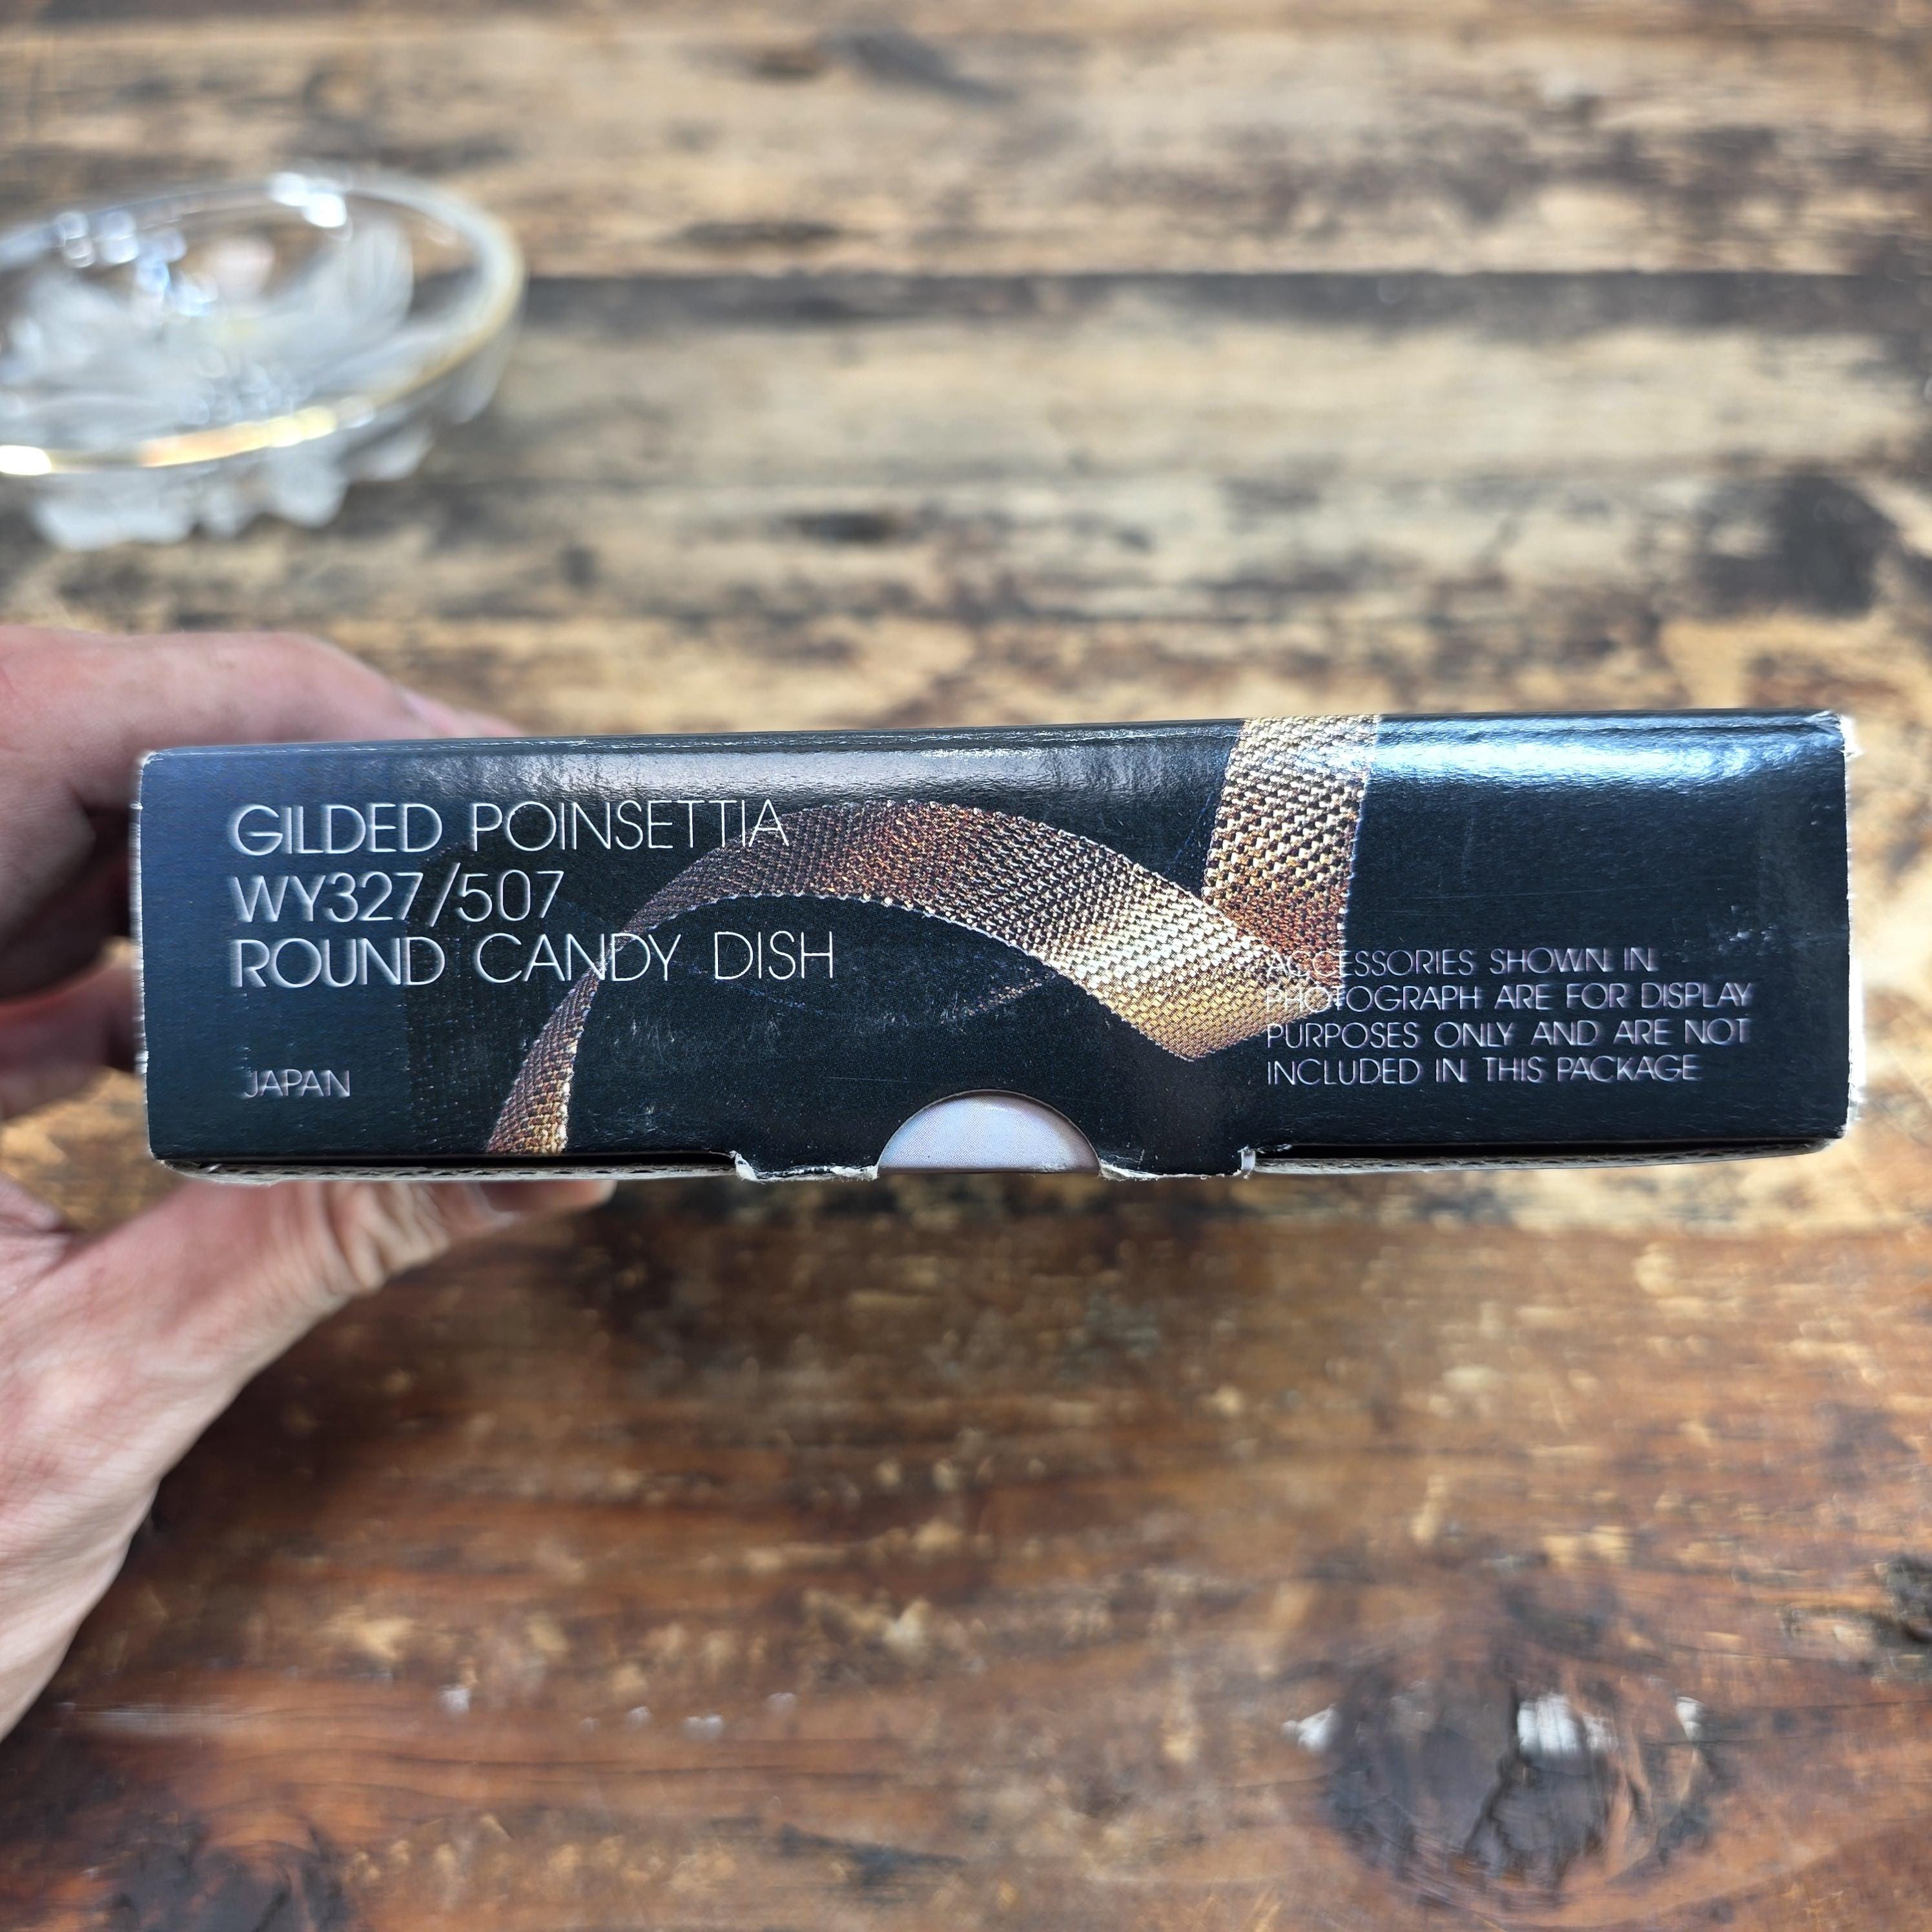 GILDED POINSETTIA
WY327/507
ROUND CANDY DISH
JAPAN
ACCESSORIES SHOWN IN
PHOTOGRAPH ARE FOR DISPLAY
PURPOSES ONLY AND ARE NOT
INCLUDED IN THIS PACKAGE